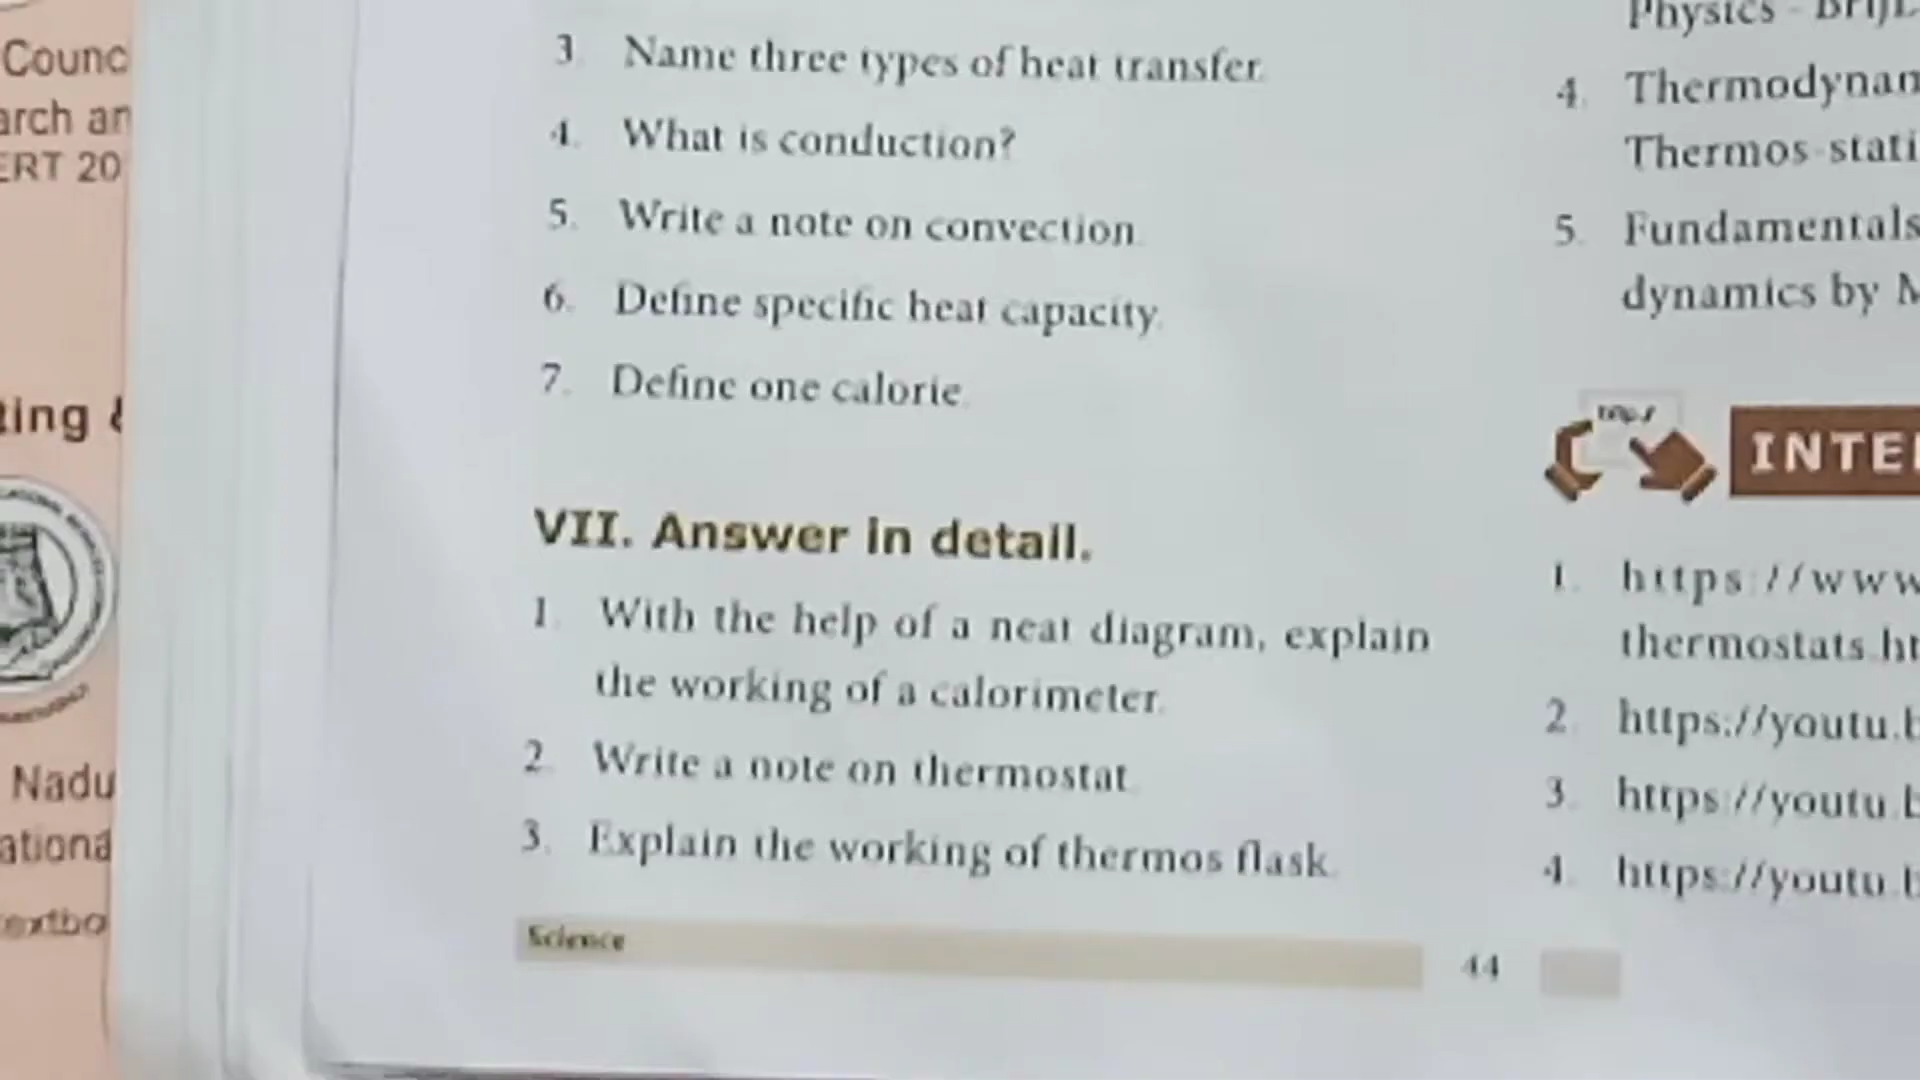 Counc
arch an
ERT 20
ting &
Nadu
ationa
extbo
3. Name three types of heat transfer.
4. What is conduction?
5. Write a note on convection.
6. Define specific heat capacity.
7. Define one calorie.
VII. Answer in detail.
1. With the help of a neat diagram, explain
the working of a calorimeter.
2. Write a note on thermostat.
3. Explain the working of thermos flask.
Science
44
Physics - BrijL
4. Thermodynam
Thermos-stati
5. Fundamentals
dynamics by M
INTE
1. https://www
thermostats.ht
2. https://youtu.b
3. https://youtu.b
4. https://youtu.b